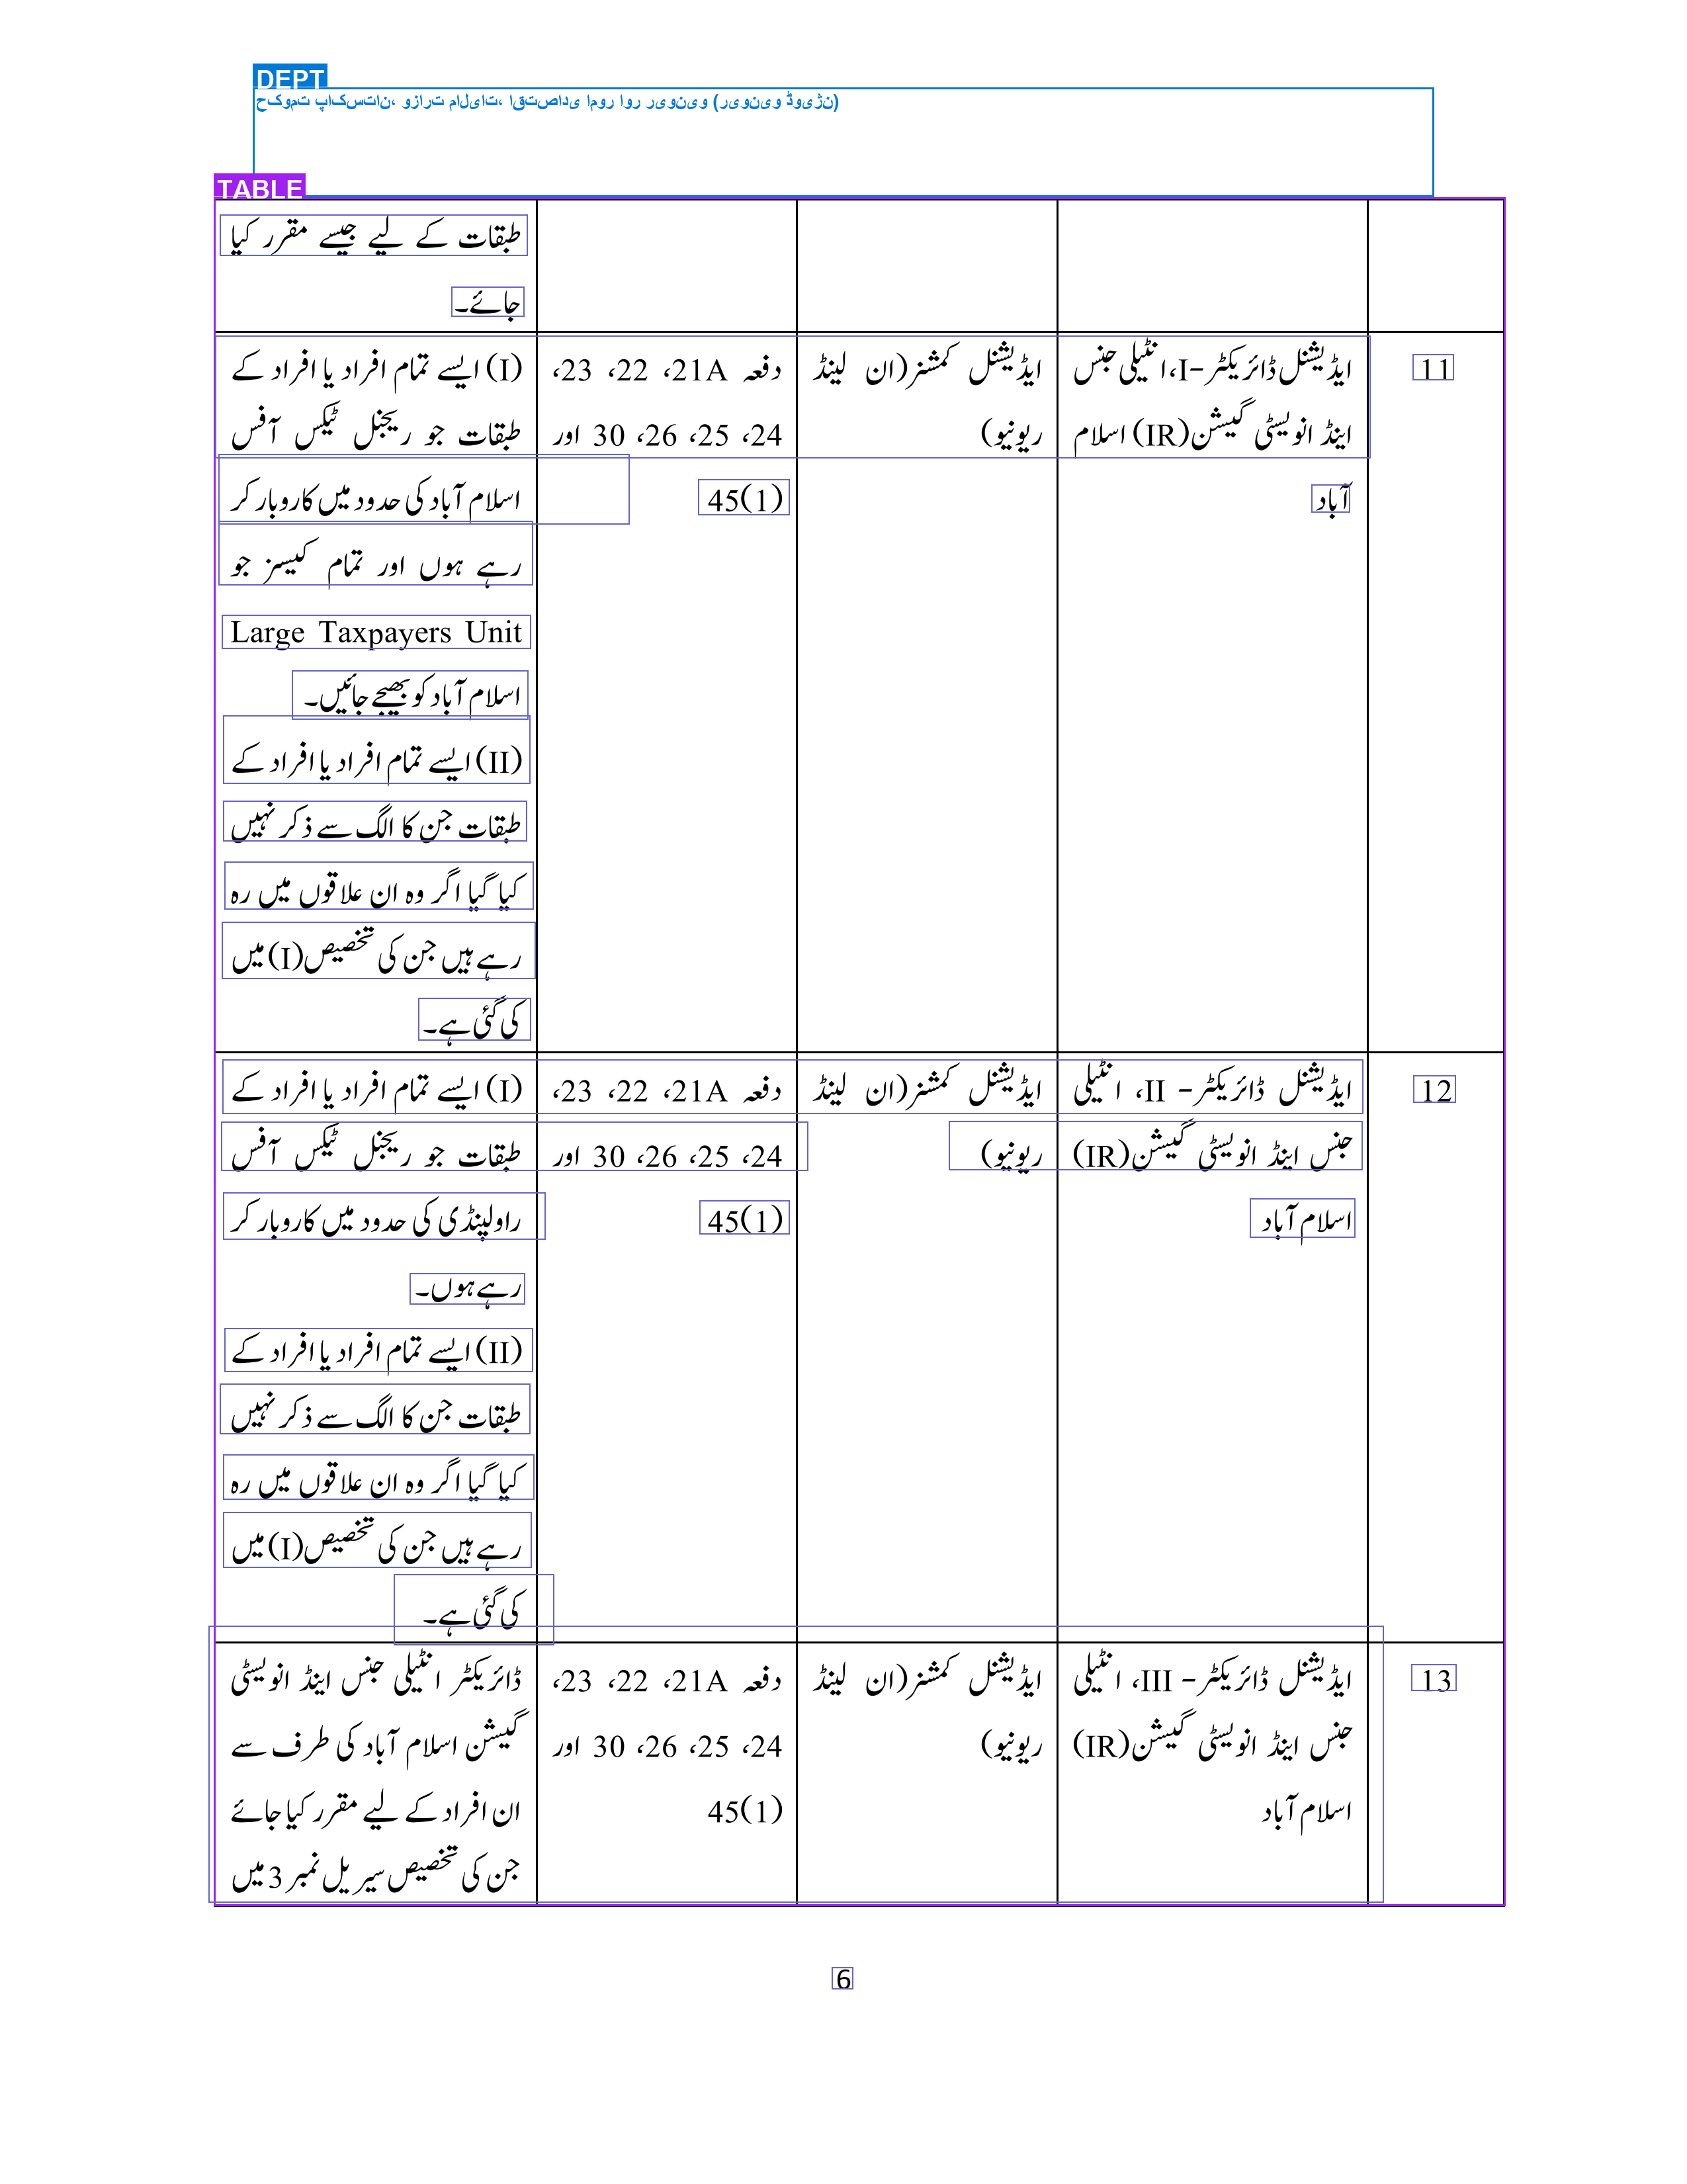 DEPT
حکومت پاکستان، وزارت مالیات، اقتصادی امور اور ریونیو (ریونیو ڈویژن)
TABLE
طبقات کے لیے جیسے مقرر کیا
جائے۔
11
ایڈیشنل ڈائریکٹر-I، انٹیلی جنس
اینڈ انویسٹی گیشن(IR) اسلام
آباد
ایڈیشنل کمشنر(ان لینڈ
ریونیو)
دفعہ 21A، 22، 23،
24، 25، 26، 30 اور
45(1)
(I) ایسے تمام افراد یا افراد کے
طبقات جو ریجنل ٹیکس آفس
اسلام آباد کی حدود میں کاروبار کر
رہے ہوں اور تمام کیسز جو
Large Taxpayers Unit
اسلام آباد کو بھیجے جائیں۔
(II) ایسے تمام افراد یا افراد کے
طبقات جن کا الگ سے ذکر نہیں
کیا گیا اگر وہ ان علاقوں میں رہ
رہے ہیں جن کی تخصیص(I) میں
کی گئی ہے۔
12
ایڈیشنل ڈائریکٹر- II، انٹیلی
جنس اینڈ انویسٹی گیشن(IR)
اسلام آباد
ایڈیشنل کمشنر(ان لینڈ
ریونیو)
دفعہ 21A، 22، 23،
24، 25، 26، 30 اور
45(1)
(I) ایسے تمام افراد یا افراد کے
طبقات جو ریجنل ٹیکس آفس
راولپنڈی کی حدود میں کاروبار کر
رہے ہوں۔
(II) ایسے تمام افراد یا افراد کے
طبقات جن کا الگ سے ذکر نہیں
کیا گیا اگر وہ ان علاقوں میں رہ
رہے ہیں جن کی تخصیص(I) میں
کی گئی ہے۔
13
ایڈیشنل ڈائریکٹر- III، انٹیلی
جنس اینڈ انویسٹی گیشن(IR)
اسلام آباد
ایڈیشنل کمشنر(ان لینڈ
ریونیو)
دفعہ 21A، 22، 23،
24، 25، 26، 30 اور
45(1)
ڈائریکٹر انٹیلی جنس اینڈ انویسٹی
گیشن اسلام آباد کی طرف سے
ان افراد کے لیے مقرر کیا جائے
جن کی تخصیص سیریل نمبر 3 میں
6